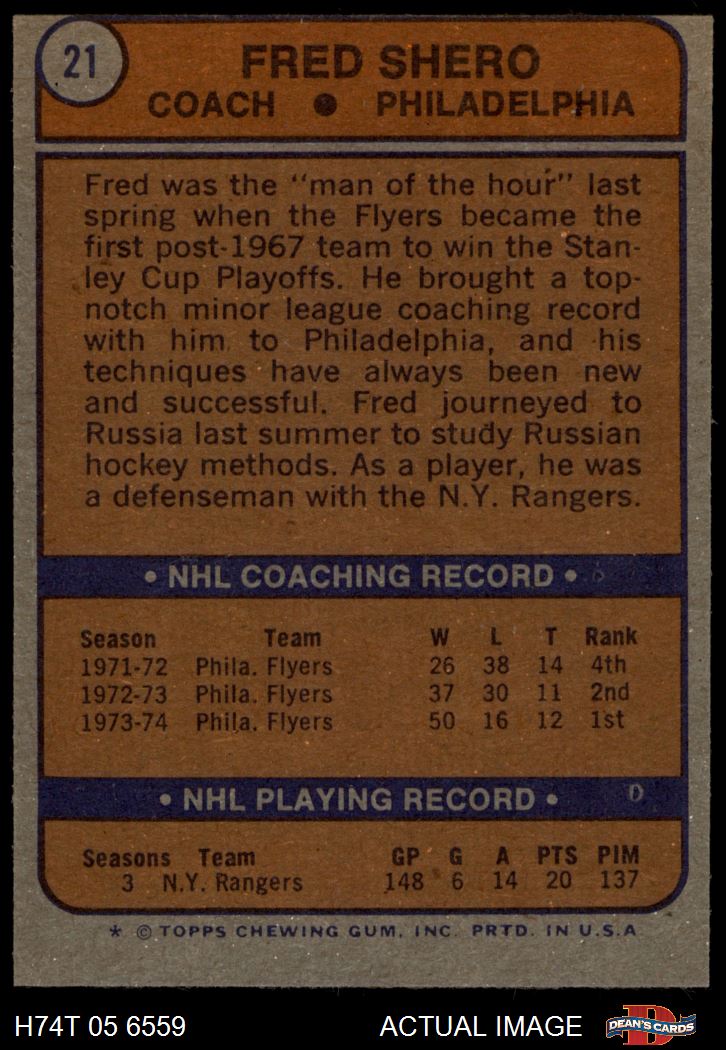 21
FRED SHERO
COACH ● PHILADELPHIA
Fred was the "man of the hour" last
spring when the Flyers became the
first post-1967 team to win the Stan-
ley Cup Playoffs. He brought a top-
notch minor league coaching record
with him to Philadelphia, and his
techniques have always been new
and successful. Fred journeyed to
Russia last summer to study Russian
hockey methods. As a player, he was
a defenseman with the N.Y. Rangers.
• NHL COACHING RECORD •
Season Team W L T Rank
1971-72 Phila. Flyers 26 38 14 4th
1972-73 Phila. Flyers 37 30 11 2nd
1973-74 Phila. Flyers 50 16 12 1st
• NHL PLAYING RECORD •
Seasons Team GP G A PTS PIM
3 N.Y. Rangers 148 6 14 20 137
* © TOPPS CHEWING GUM, INC. PRTD. IN U.S.A
H74T 05 6559 ACTUAL IMAGE D DEAN'S CARDS